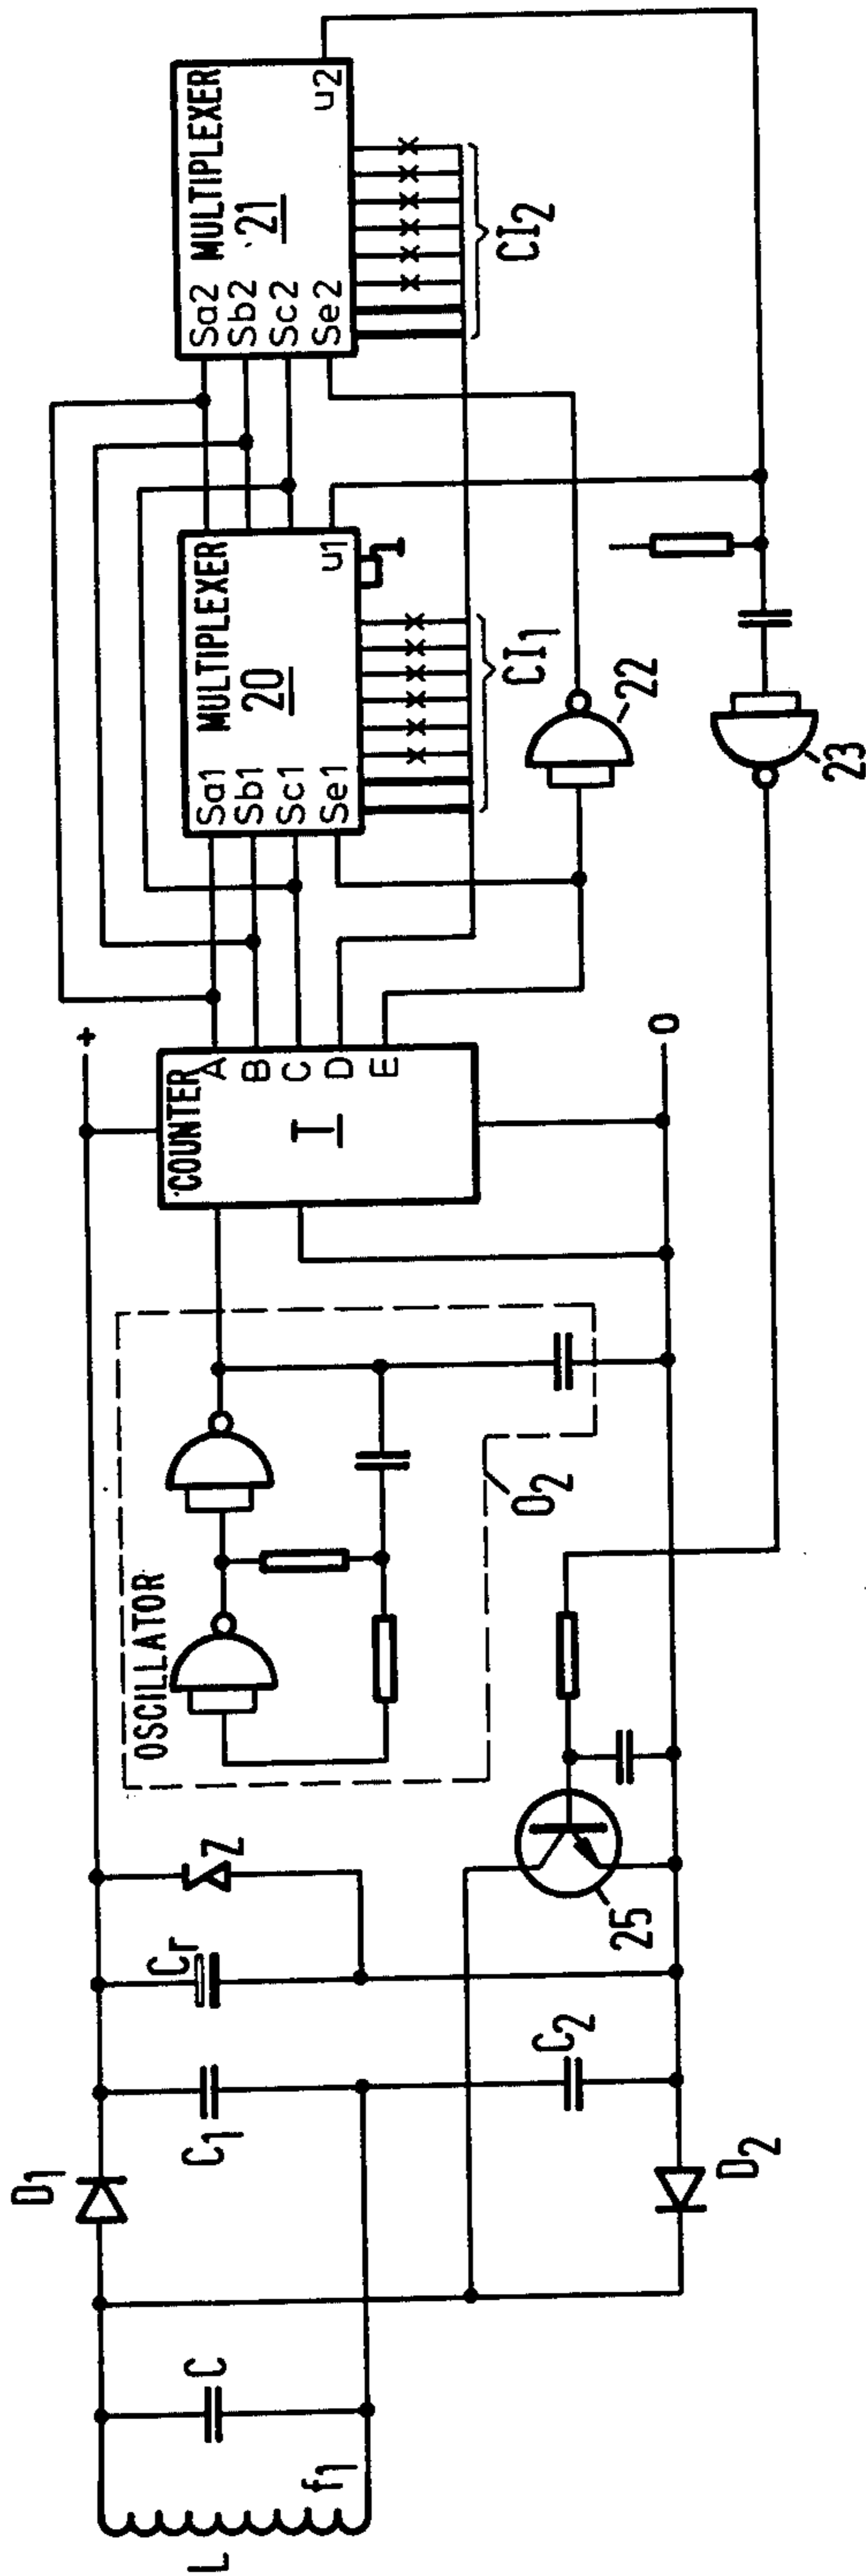 L
f1
C
D1
C1
C2
D2
Cr
Z
25
OSCILLATOR
O2
COUNTER
I
A
B
C
D
E
+
0
MULTIPLEXER
20
Sa1
Sb1
Sc1
Se1
u1
1
CI1
MULTIPLEXER
21
Sa2
Sb2
Sc2
Se2
u2
CI2
22
23